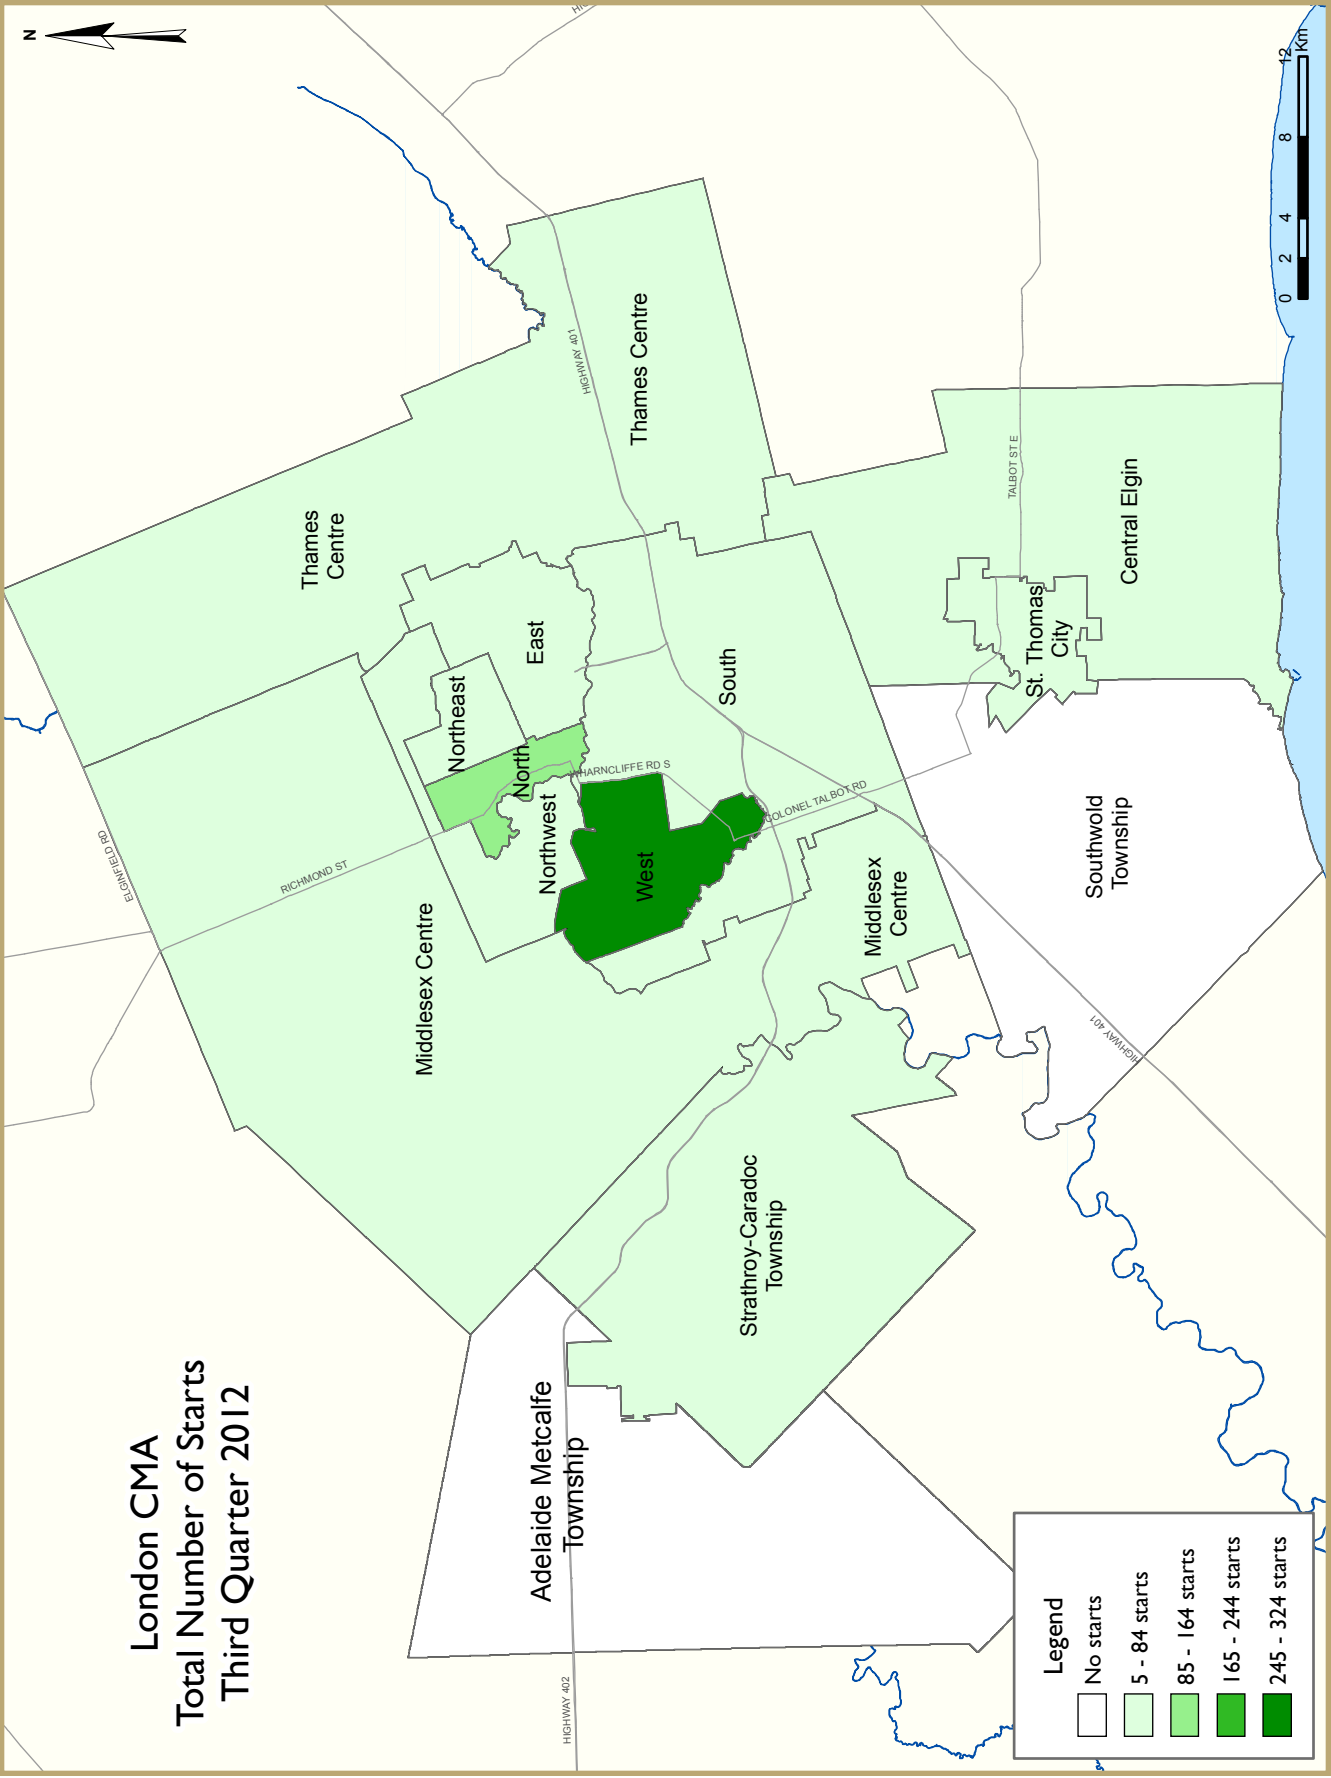 London CMA
Total Number of Starts
Third Quarter 2012
N
ELGINFIELD RD
RICHMOND ST
Middlesex Centre
Thames
Centre
Northeast
North
East
Northwest
West
South
WHARNCLIFFE RD S
HIGHWAY 401
Thames Centre
Adelaide Metcalfe
Township
HIGHWAY 402
Strathroy-Caradoc
Township
COLONEL TALBOT RD
Middlesex
Centre
St. Thomas
City
TALBOT ST E
Central Elgin
Southwold
Township
HIGHWAY 401
Legend
No starts
5 - 84 starts
85 - 164 starts
165 - 244 starts
245 - 324 starts
0 2 4 8 12
Km